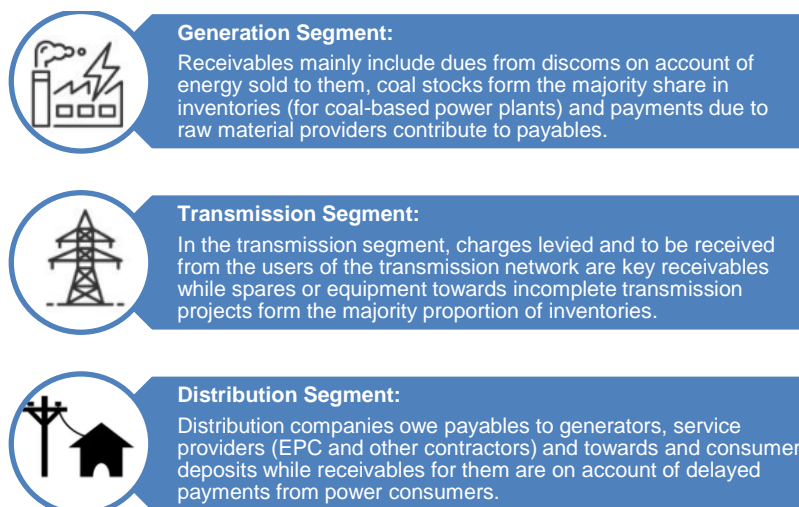 Generation Segment:
Receivables mainly include dues from discoms on account of
energy sold to them, coal stocks form the majority share in
inventories (for coal-based power plants) and payments due to
raw material providers contribute to payables.
Transmission Segment:
In the transmission segment, charges levied and to be received
from the users of the transmission network are key receivables
while spares or equipment towards incomplete transmission
projects form the majority proportion of inventories.
Distribution Segment:
Distribution companies owe payables to generators, service
providers (EPC and other contractors) and towards and consumer
deposits while receivables for them are on account of delayed
payments from power consumers.